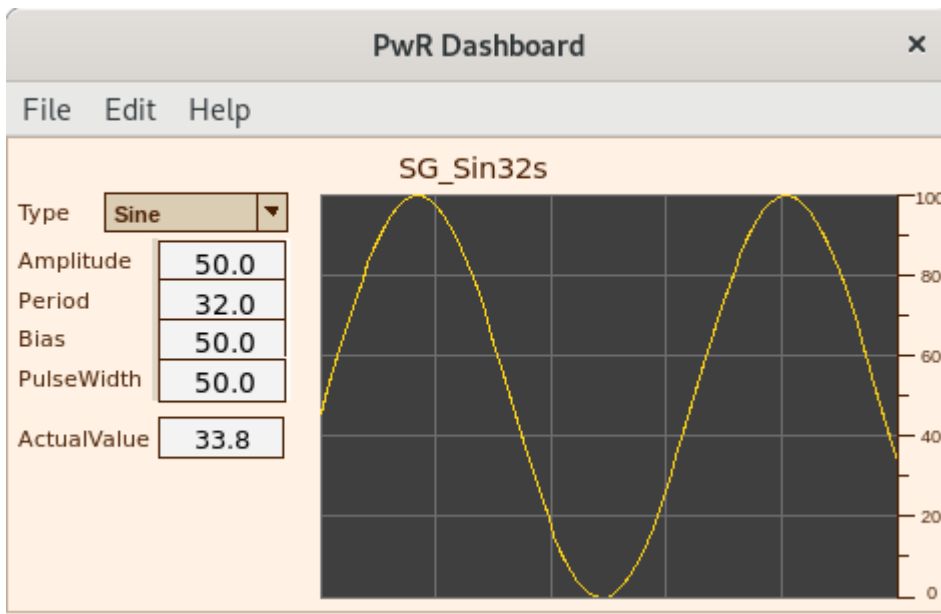 PwR Dashboard ×
File Edit Help
SG_Sin32s
Type Sine
Amplitude 50.0
Period 32.0
Bias 50.0
PulseWidth 50.0
ActualValue 33.8
100
80
60
40
20
0